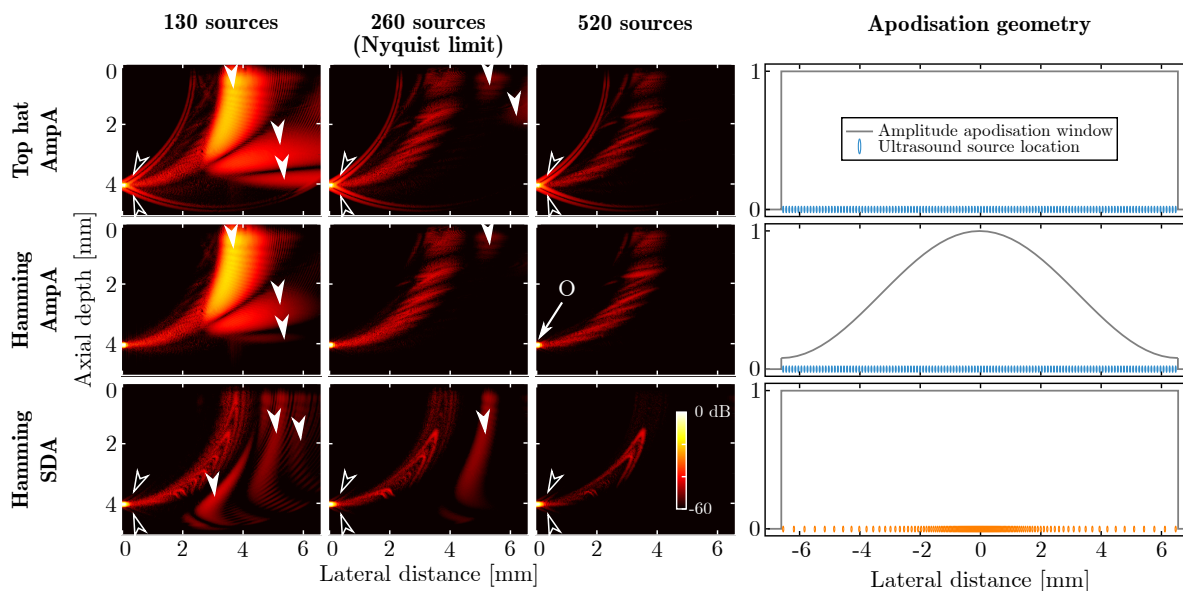 130 sources
260 sources
(Nyquist limit)
520 sources
Apodisation geometry
Top hat
AmpA
Hamming
AmpA
Hamming
SDA
Axial depth [mm]
0
2
4
0
2
4
O
0
2
4
0 dB
-60
0 2 4 6
0 2 4 6
0 2 4 6
Lateral distance [mm]
1
0
Amplitude apodisation window
Ultrasound source location
1
0
1
0
-6 -4 -2 0 2 4 6
Lateral distance [mm]